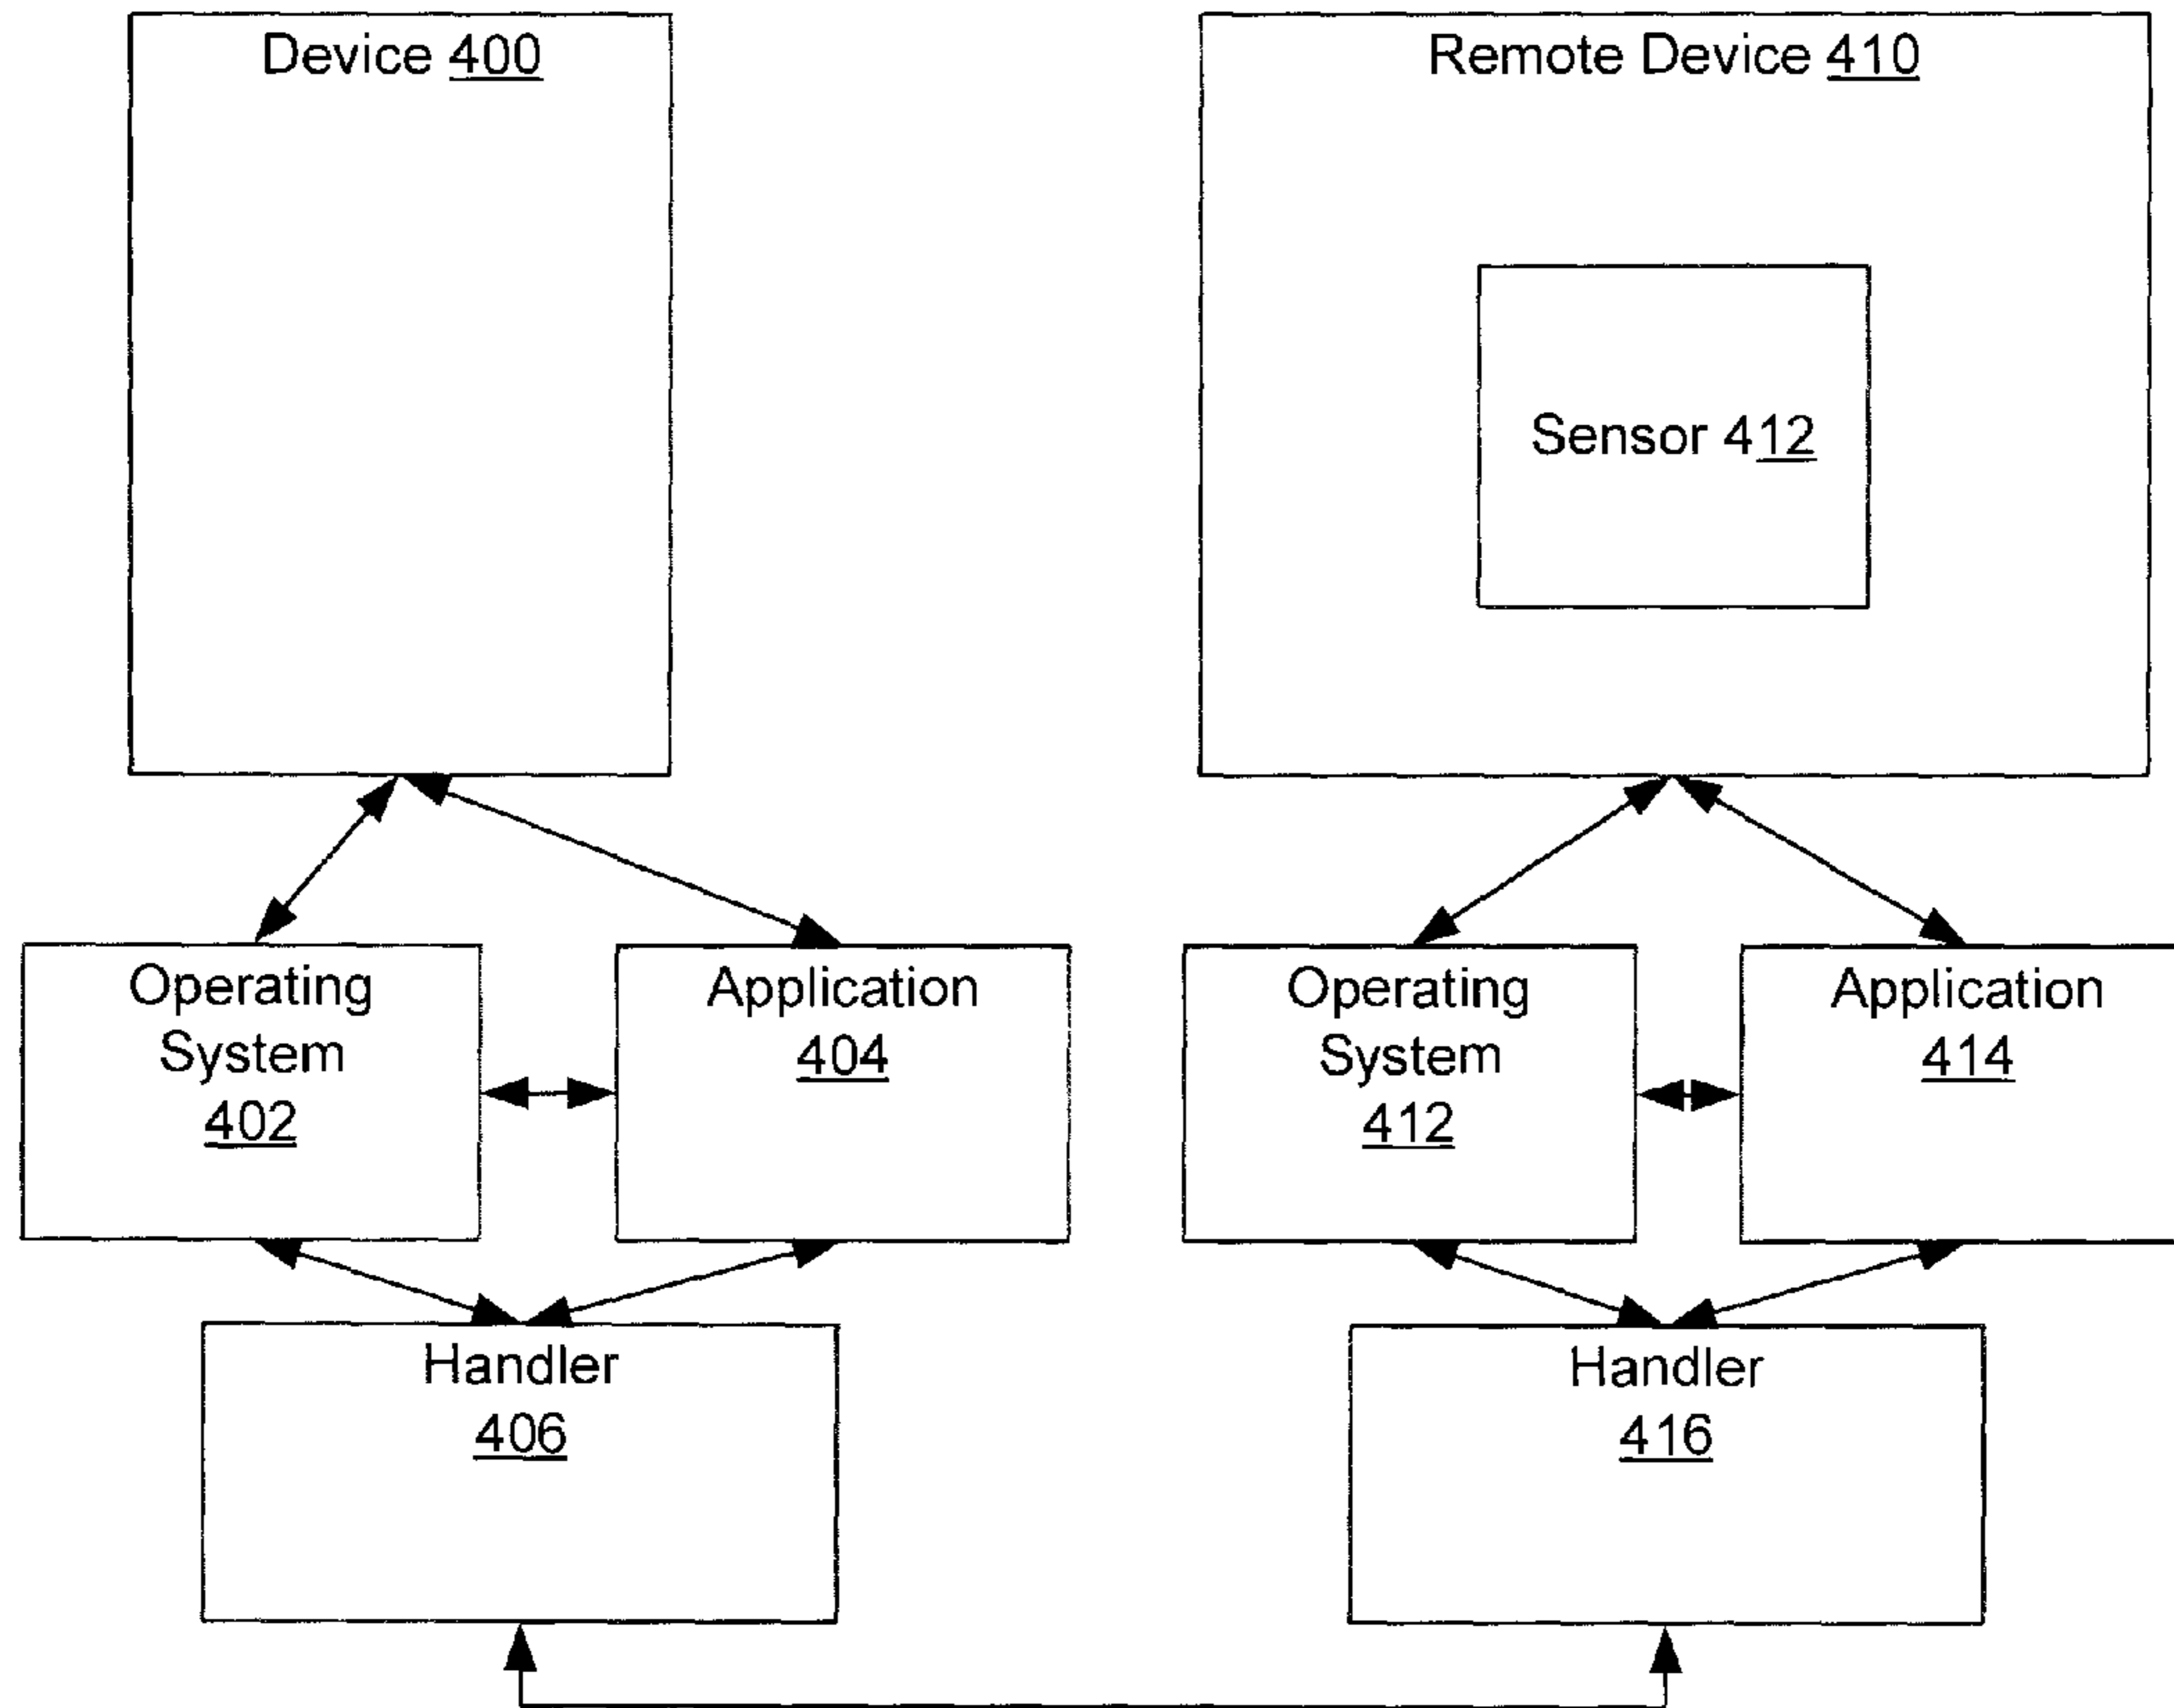 Device 400
Remote Device 410
Sensor 412
Operating
System
402
Application
404
Operating
System
412
Application
414
Handler
406
Handler
416